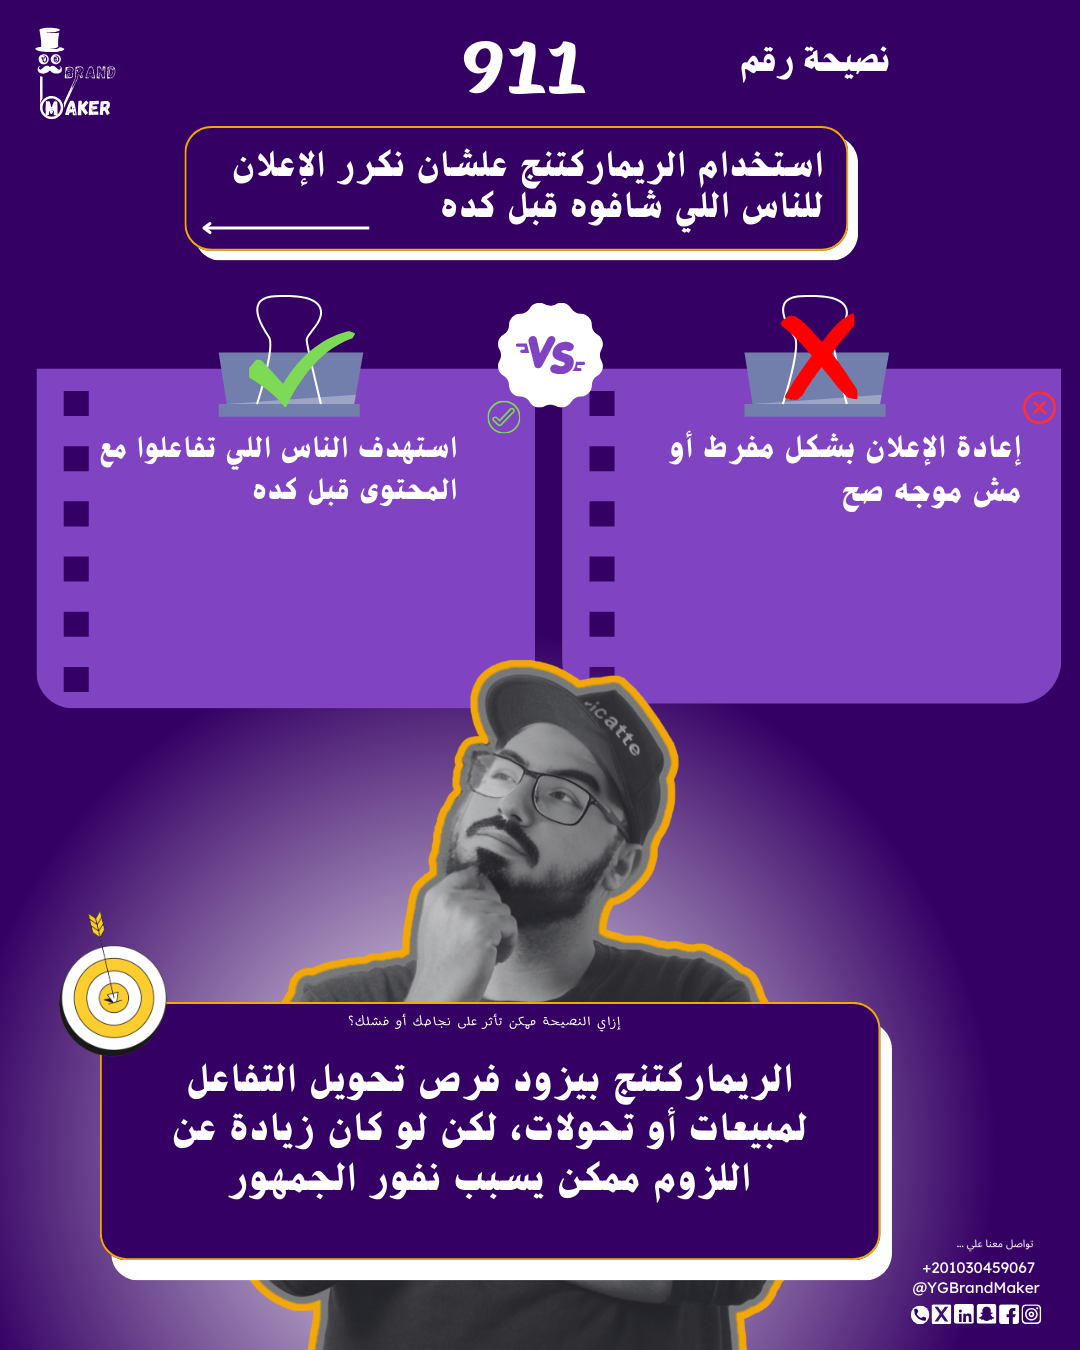 نصيحة رقم
911
BRAND
MAKER
استخدام الريماركتنج علشان نكرر الإعلان
للناس اللي شافوه قبل كده
VS
إعادة الإعلان بشكل مفرط أو
مش موجه صح
استهدف الناس اللي تفاعلوا مع
المحتوى قبل كده
icatte
إزاي النصيحة ممكن تأثر على نجاحك أو فشلك؟
الريماركتنج بيزود فرص تحويل التفاعل
لمبيعات أو تحولات، لكن لو كان زيادة عن
اللزوم ممكن يسبب نفور الجمهور
تواصل معنا علي ...
+201030459067
@YGBrandMaker